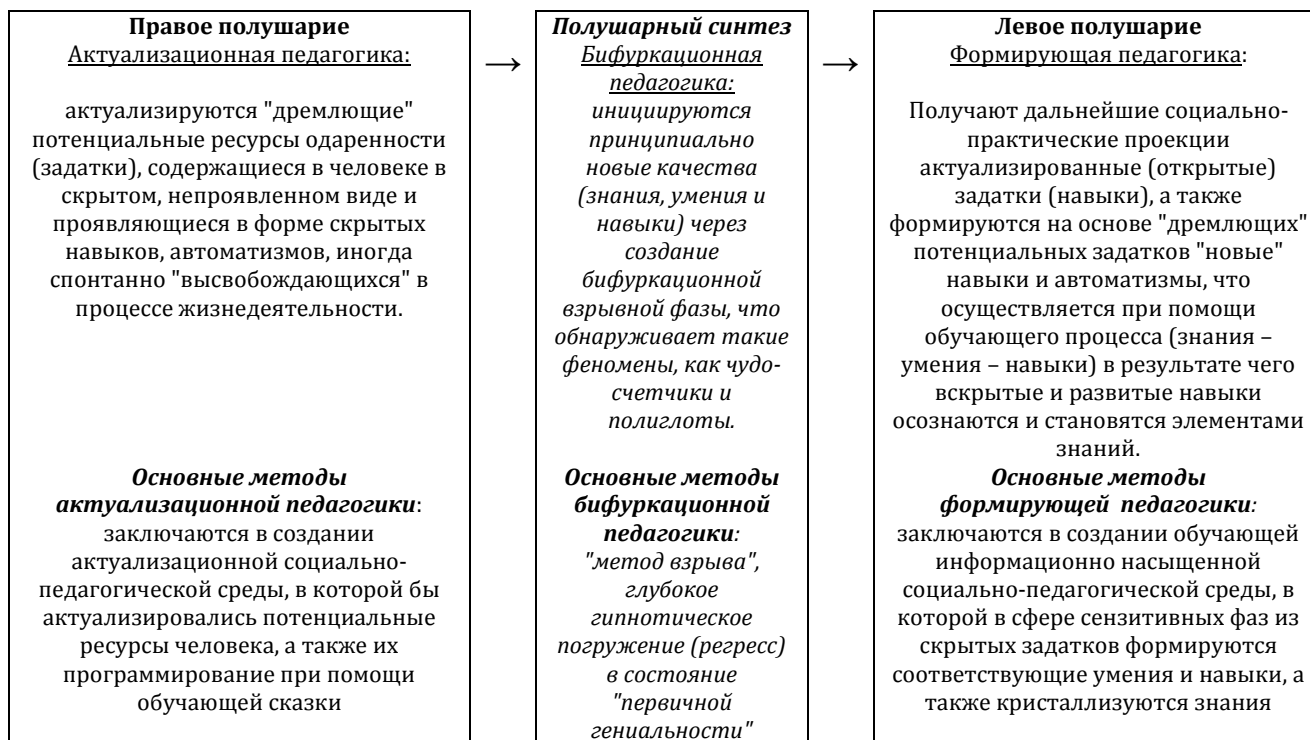 Правое полушарие
Актуализационная педагогика:
актуализируются "дремлющие"
потенциальные ресурсы одаренности
(задатки), содержащиеся в человеке в
скрытом, непроявленном виде и
проявляющиеся в форме скрытых
навыков, автоматизмов, иногда
спонтанно "высвобождающихся" в
процессе жизнедеятельности.
Основные методы
актуализационной педагогики:
заключаются в создании
актуализационной социально-
педагогической среды, в которой бы
актуализировались потенциальные
ресурсы человека, а также их
программирование при помощи
обучающей сказки
→
Полушарный синтез
Бифуркационная
педагогика:
инициируются
принципиально
новые качества
(знания, умения и
навыки) через
создание
бифуркационной
взрывной фазы, что
обнаруживает такие
феномены, как чудо-
счетчики и
полиглоты.
Основные методы
бифуркационной
педагогики:
"метод взрыва",
глубокое
гипнотическое
погружение (регресс)
в состояние
"первичной
гениальности"
→
Левое полушарие
Формирующая педагогика:
Получают дальнейшие социально-
практические проекции
актуализированные (открытые)
задатки (навыки), а также
формируются на основе "дремлющих"
потенциальных задатков "новые"
навыки и автоматизмы, что
осуществляется при помощи
обучающего процесса (знания –
умения – навыки) в результате чего
вскрытые и развитые навыки
осознаются и становятся элементами
знаний.
Основные методы
формирующей педагогики:
заключаются в создании обучающей
информационно насыщенной
социально-педагогической среды, в
которой в сфере сензитивных фаз из
скрытых задатков формируются
соответствующие умения и навыки, а
также кристаллизуются знания